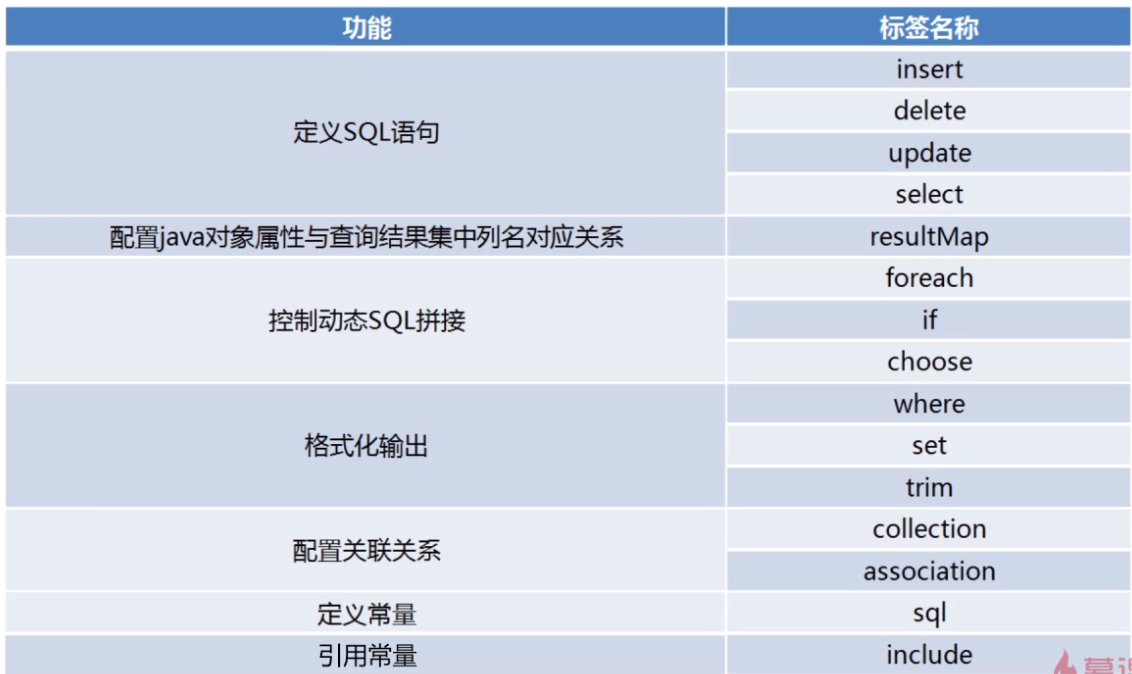 功能 标签名称
insert
delete
定义SQL语句
update
select
配置java对象属性与查询结果集中列名对应关系 resultMap
foreach
控制动态SQL拼接 if
choose
where
格式化输出 set
trim
collection
配置关联关系
association
定义常量 sql
引用常量 include